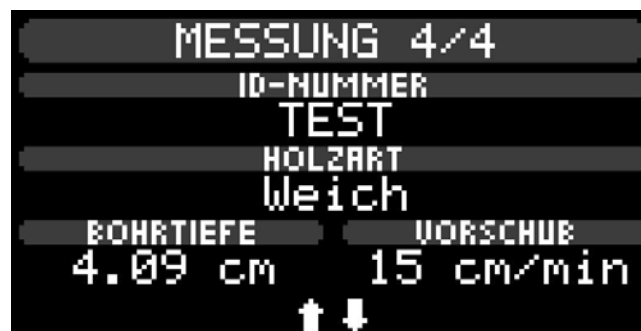 MESSUNG 4/4
ID-NUMMER
TEST
HOLZART
Weich
BOHRTIEFE VORSCHUB
4.09 cm 15 cm/min